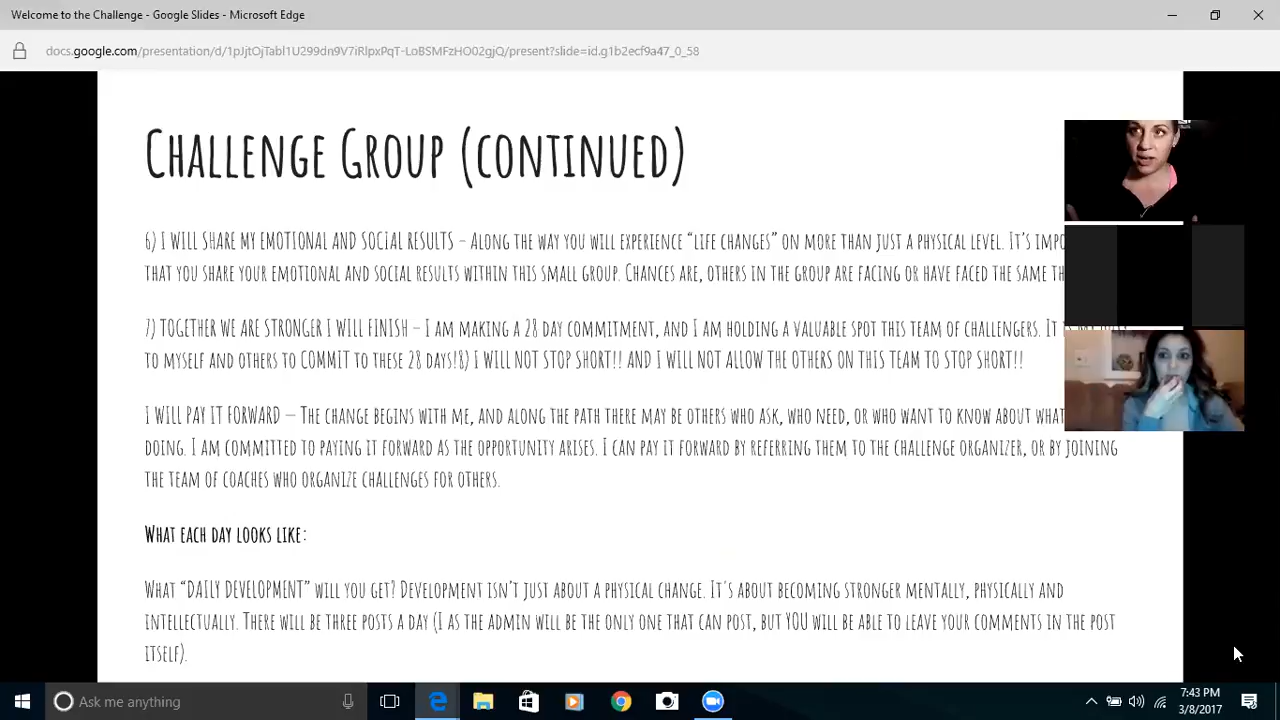 Welcome to the Challenge - Google Slides - Microsoft Edge
docs.google.com/presentation/d/1pJjtOjTabl1U299dn9V7iRlpxPqT-LoBSMFzHO02gjQ/present?slide=id.g1b2ecf9a47_0_58
Challenge Group (continued)
6) I WILL SHARE MY EMOTIONAL AND SOCIAL RESULTS – Along the way you will experience “life changes” on more than just a physical level. It’s
that you share your emotional and social results within this small group. Chances are, others in the group are facing or have faced the same
7) TOGETHER WE ARE STRONGER I WILL FINISH – I am making a 28 day commitment, and I am holding a valuable spot this team of challengers. It
to myself and others to COMMIT to these 28 days!8) I WILL NOT STOP SHORT!! AND I WILL NOT ALLOW THE OTHERS ON THIS TEAM TO STOP SHORT!!
I WILL PAY IT FORWARD – The change begins with me, and along the path there may be others who ask, who need, or who want to know about what
doing. I am committed to paying it forward as the opportunity arises. I can pay it forward by referring them to the challenge organizer, or by joining
the team of coaches who organize challenges for others.
What each day looks like:
What “DAILY DEVELOPMENT” will you get? Development isn’t just about a physical change. It's about becoming stronger mentally, physically and
intellectually. There will be three posts a day (I as the admin will be the only one that can post, but YOU will be able to leave your comments in the post
itself).
Ask me anything
7:43 PM
3/8/2017